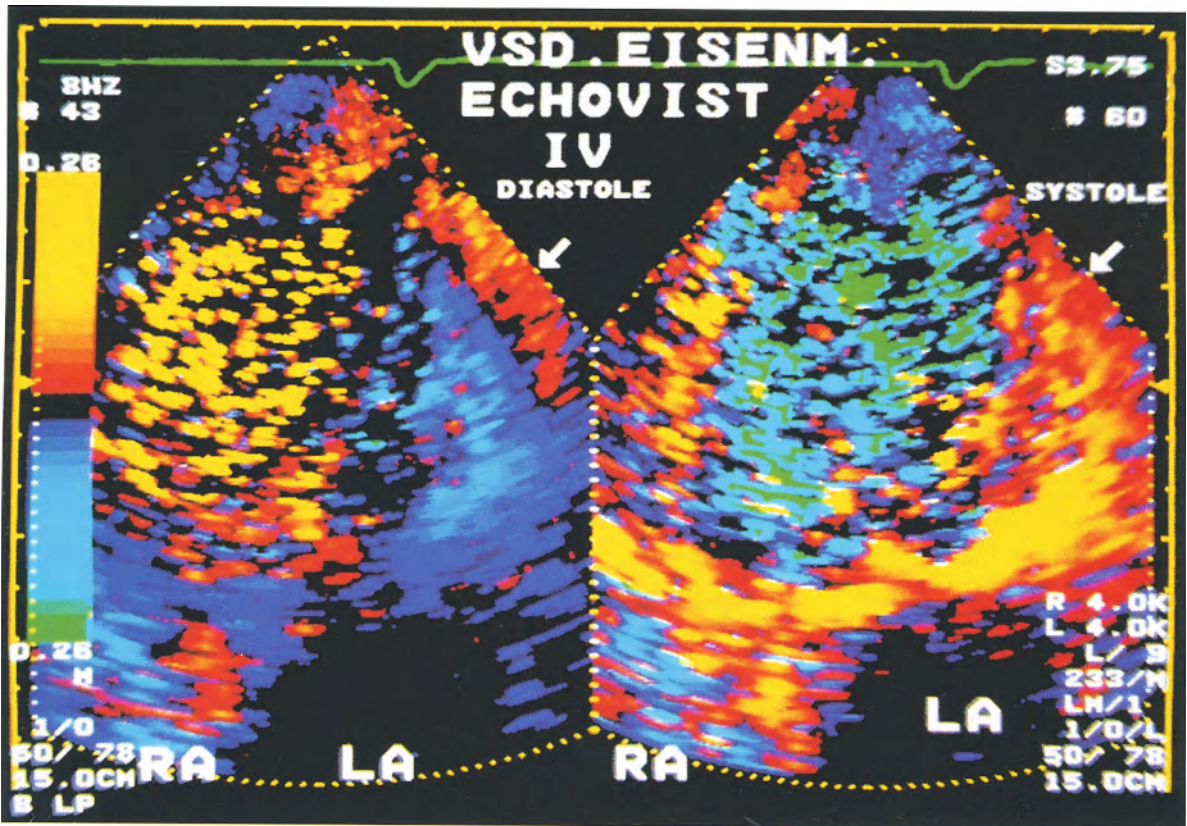 VSD.EISENM.
ECHOVIST
IV
DIASTOLE
8HZ
# 43
0.26
0.26
M
1/0
50/ 78
15.0CM
B LP
RA
LA
S3.75
# 60
SYSTOLE
RA
LA
R 4.0K
L 4.0K
L/ 9
233/M
LM/1
1/0/L
50/ 78
15.0CM